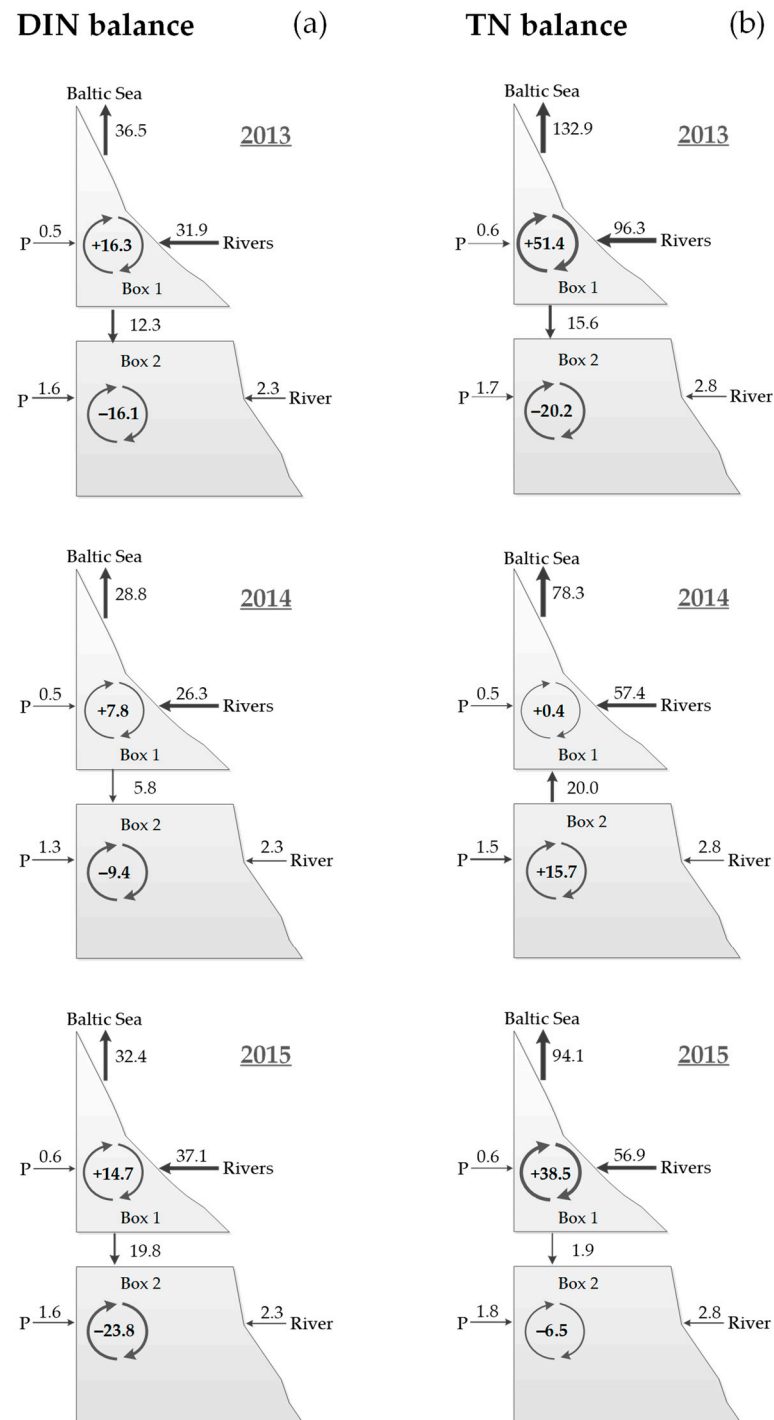 DIN balance (a)
TN balance (b)
Baltic Sea
36.5
2013
0.5
31.9
P
+16.3
Rivers
Box 1
12.3
Box 2
1.6
2.3
P
−16.1
River
Baltic Sea
132.9
2013
0.6
96.3
P
+51.4
Rivers
Box 1
15.6
Box 2
1.7
2.8
P
−20.2
River
Baltic Sea
28.8
2014
0.5
26.3
P
+7.8
Rivers
Box 1
5.8
Box 2
1.3
2.3
P
−9.4
River
Baltic Sea
78.3
2014
0.5
57.4
P
+0.4
Rivers
Box 1
20.0
Box 2
1.5
2.8
P
+15.7
River
Baltic Sea
32.4
2015
0.6
37.1
P
+14.7
Rivers
Box 1
19.8
Box 2
1.6
2.3
P
−23.8
River
Baltic Sea
94.1
2015
0.6
56.9
P
+38.5
Rivers
Box 1
1.9
Box 2
1.8
2.8
P
−6.5
River